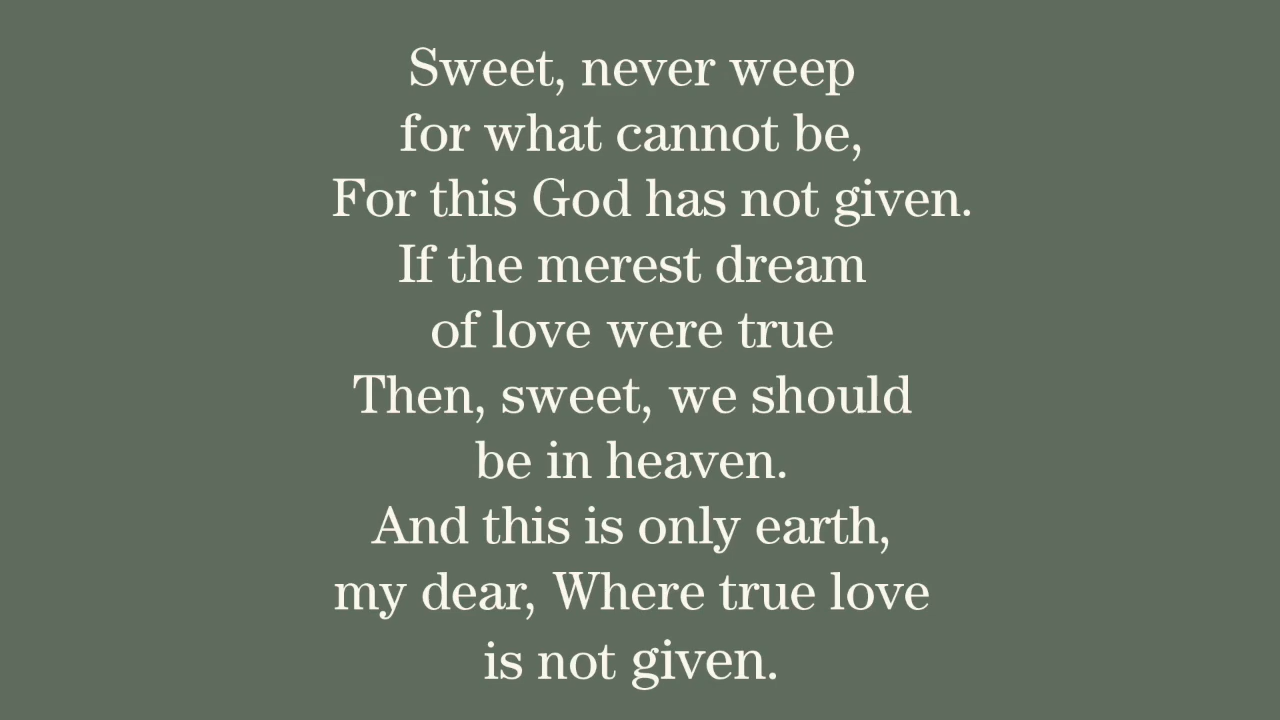 Sweet, never weep
for what cannot be,
For this God has not given.
If the merest dream
of love were true
Then, sweet, we should
be in heaven.
And this is only earth,
my dear, Where true love
is not given.